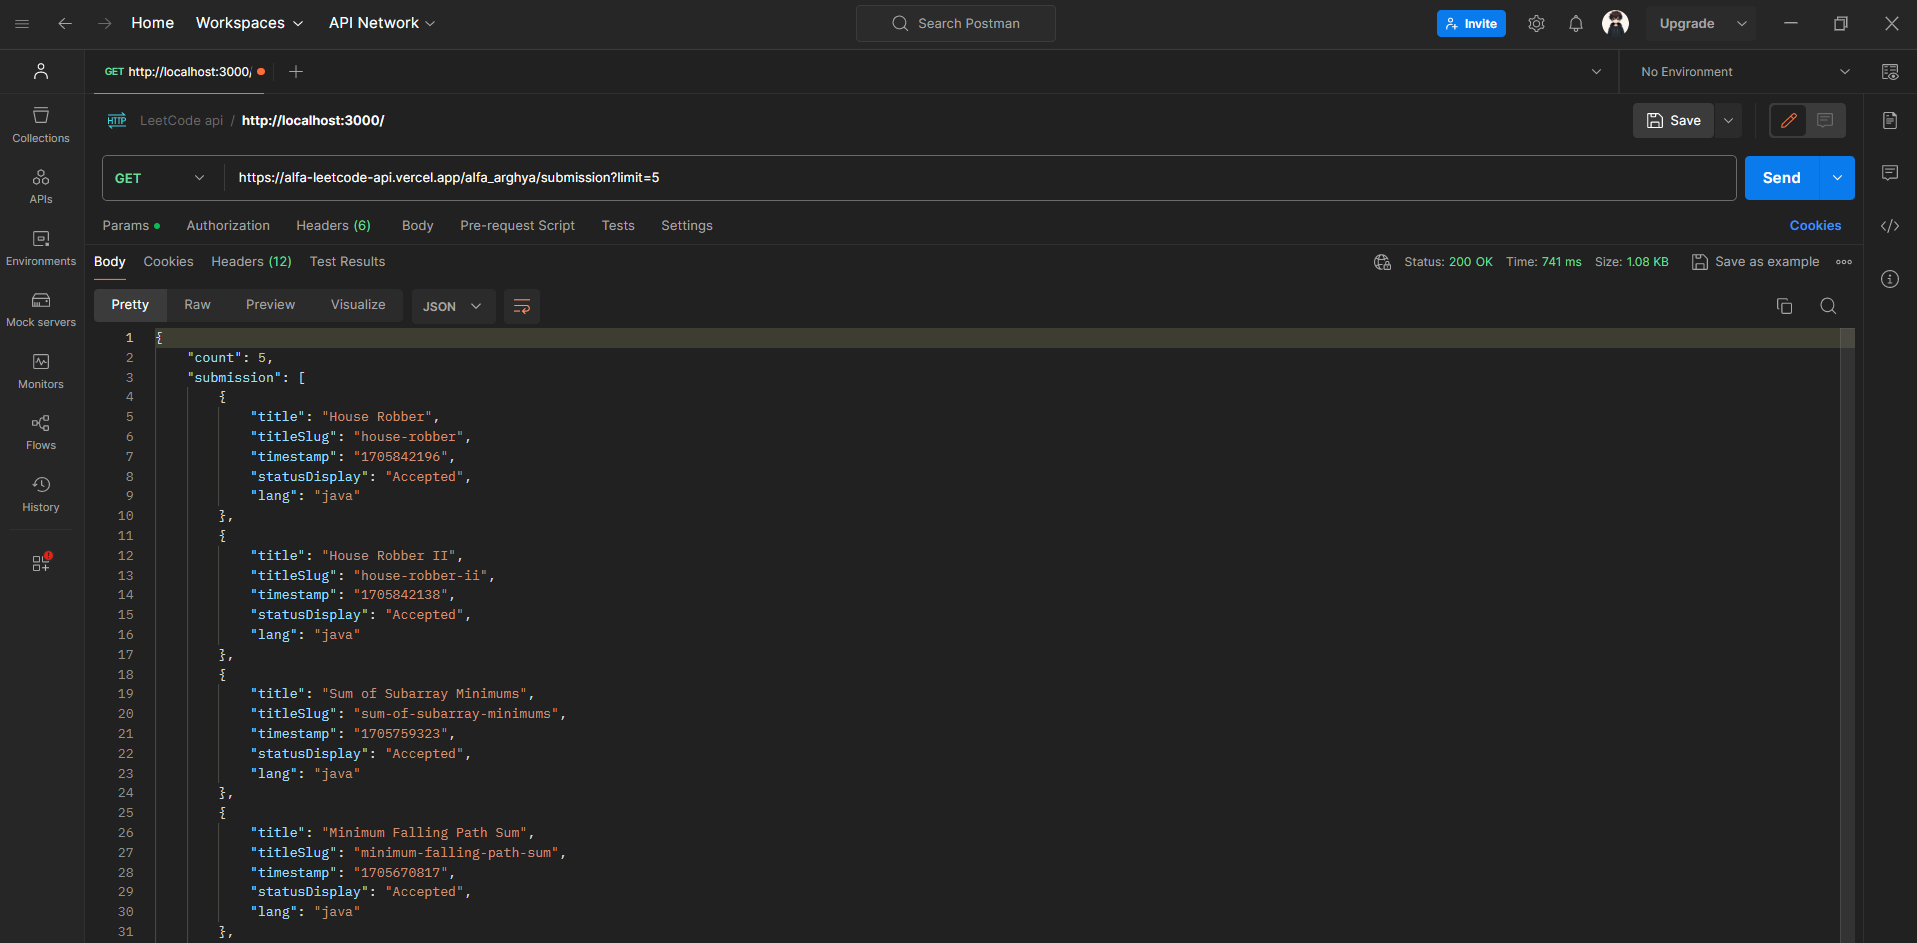 Home Workspaces API Network Search Postman Invite Upgrade
GET http://localhost:3000/ No Environment
HTTP LeetCode api / http://localhost:3000/ Save
GET https://alfa-leetcode-api.vercel.app/alfa_arghya/submission?limit=5 Send
Params Authorization Headers (6) Body Pre-request Script Tests Settings Cookies
Body Cookies Headers (12) Test Results Status: 200 OK Time: 741 ms Size: 1.08 KB Save as example
Pretty Raw Preview Visualize JSON
Collections
APIs
Environments
Mock servers
Monitors
Flows
History
1 {
2 "count": 5,
3 "submission": [
4 {
5 "title": "House Robber",
6 "titleSlug": "house-robber",
7 "timestamp": "1705842196",
8 "statusDisplay": "Accepted",
9 "lang": "java"
10 },
11 {
12 "title": "House Robber II",
13 "titleSlug": "house-robber-ii",
14 "timestamp": "1705842138",
15 "statusDisplay": "Accepted",
16 "lang": "java"
17 },
18 {
19 "title": "Sum of Subarray Minimums",
20 "titleSlug": "sum-of-subarray-minimums",
21 "timestamp": "1705759323",
22 "statusDisplay": "Accepted",
23 "lang": "java"
24 },
25 {
26 "title": "Minimum Falling Path Sum",
27 "titleSlug": "minimum-falling-path-sum",
28 "timestamp": "1705670817",
29 "statusDisplay": "Accepted",
30 "lang": "java"
31 },